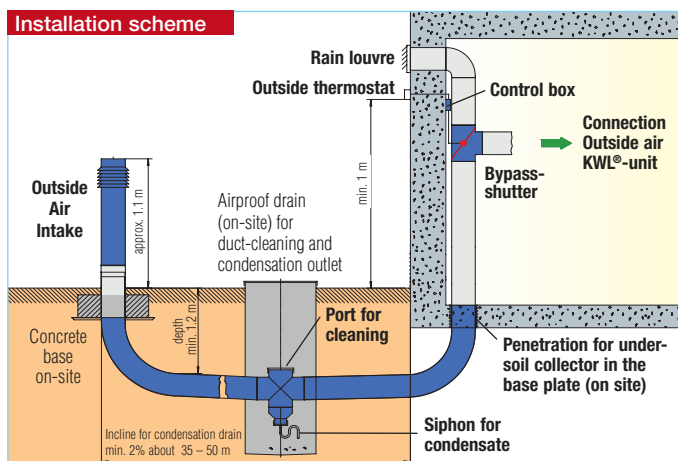 Installation scheme
Rain louvre
Outside thermostat
Control box
Connection
Outside air
KWL®-unit
Bypass-
shutter
min. 1 m
Outside
Air
Intake
approx. 1.1 m
Airproof drain
(on-site) for
duct-cleaning and
condensation outlet
Concrete
base
on-site
depth
min. 1.2 m
Port for
cleaning
Penetration for under-
soil collector in the
base plate (on site)
Siphon for
condensate
Incline for condensation drain
min. 2% about 35 – 50 m